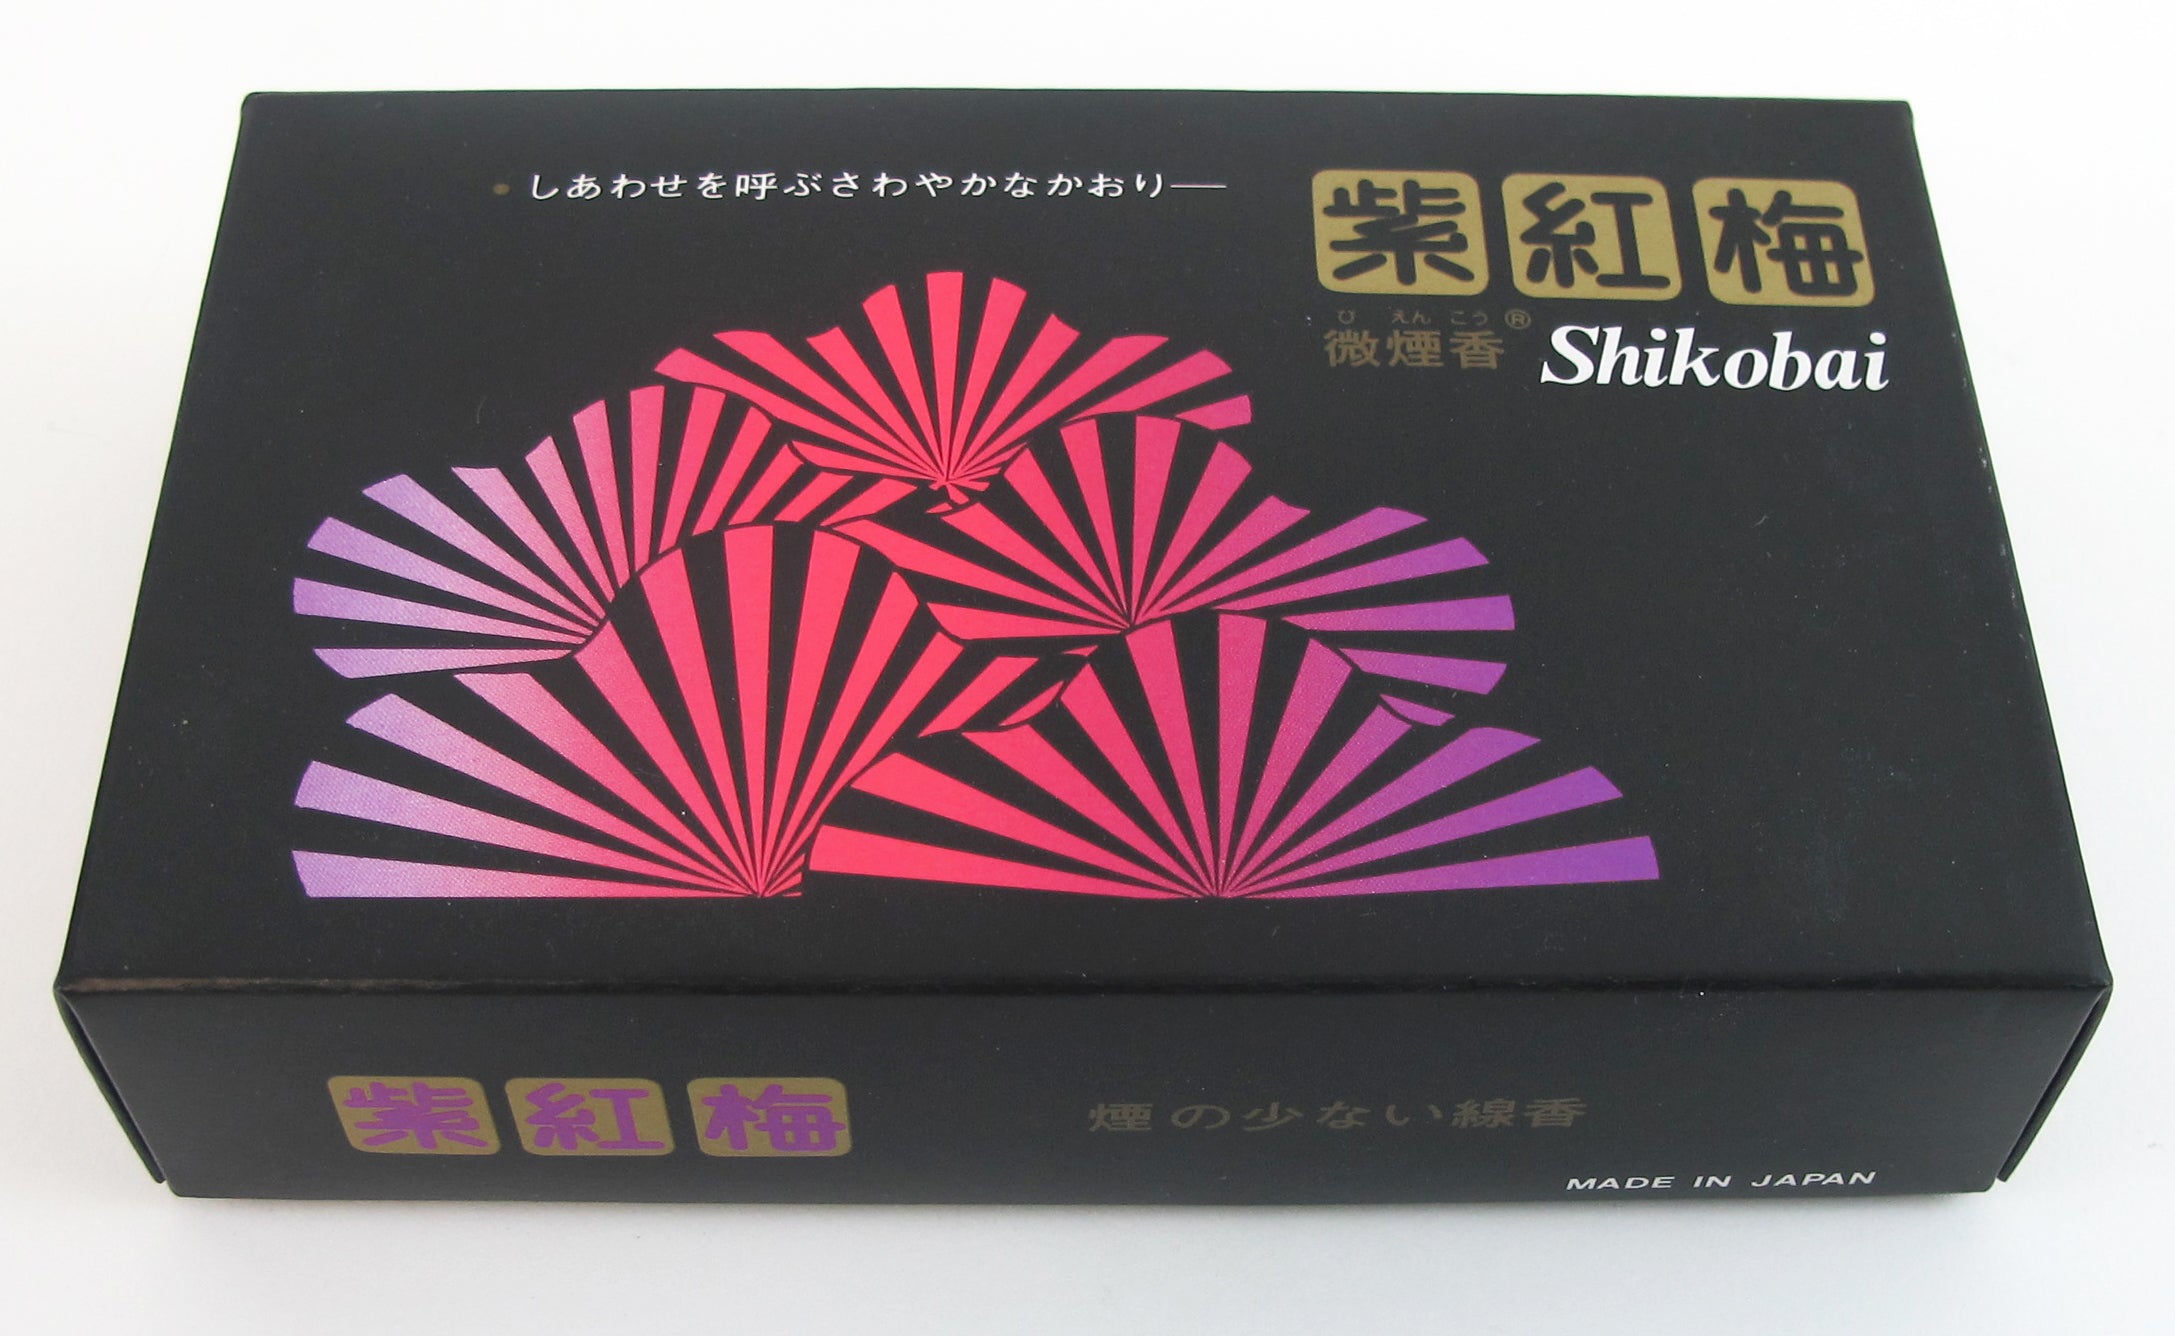 しあわせを呼ぶさわやかなかおり——
紫紅梅
び えん こう
微煙香®
Shikobai
紫紅梅
煙の少ない線香
MADE IN JAPAN